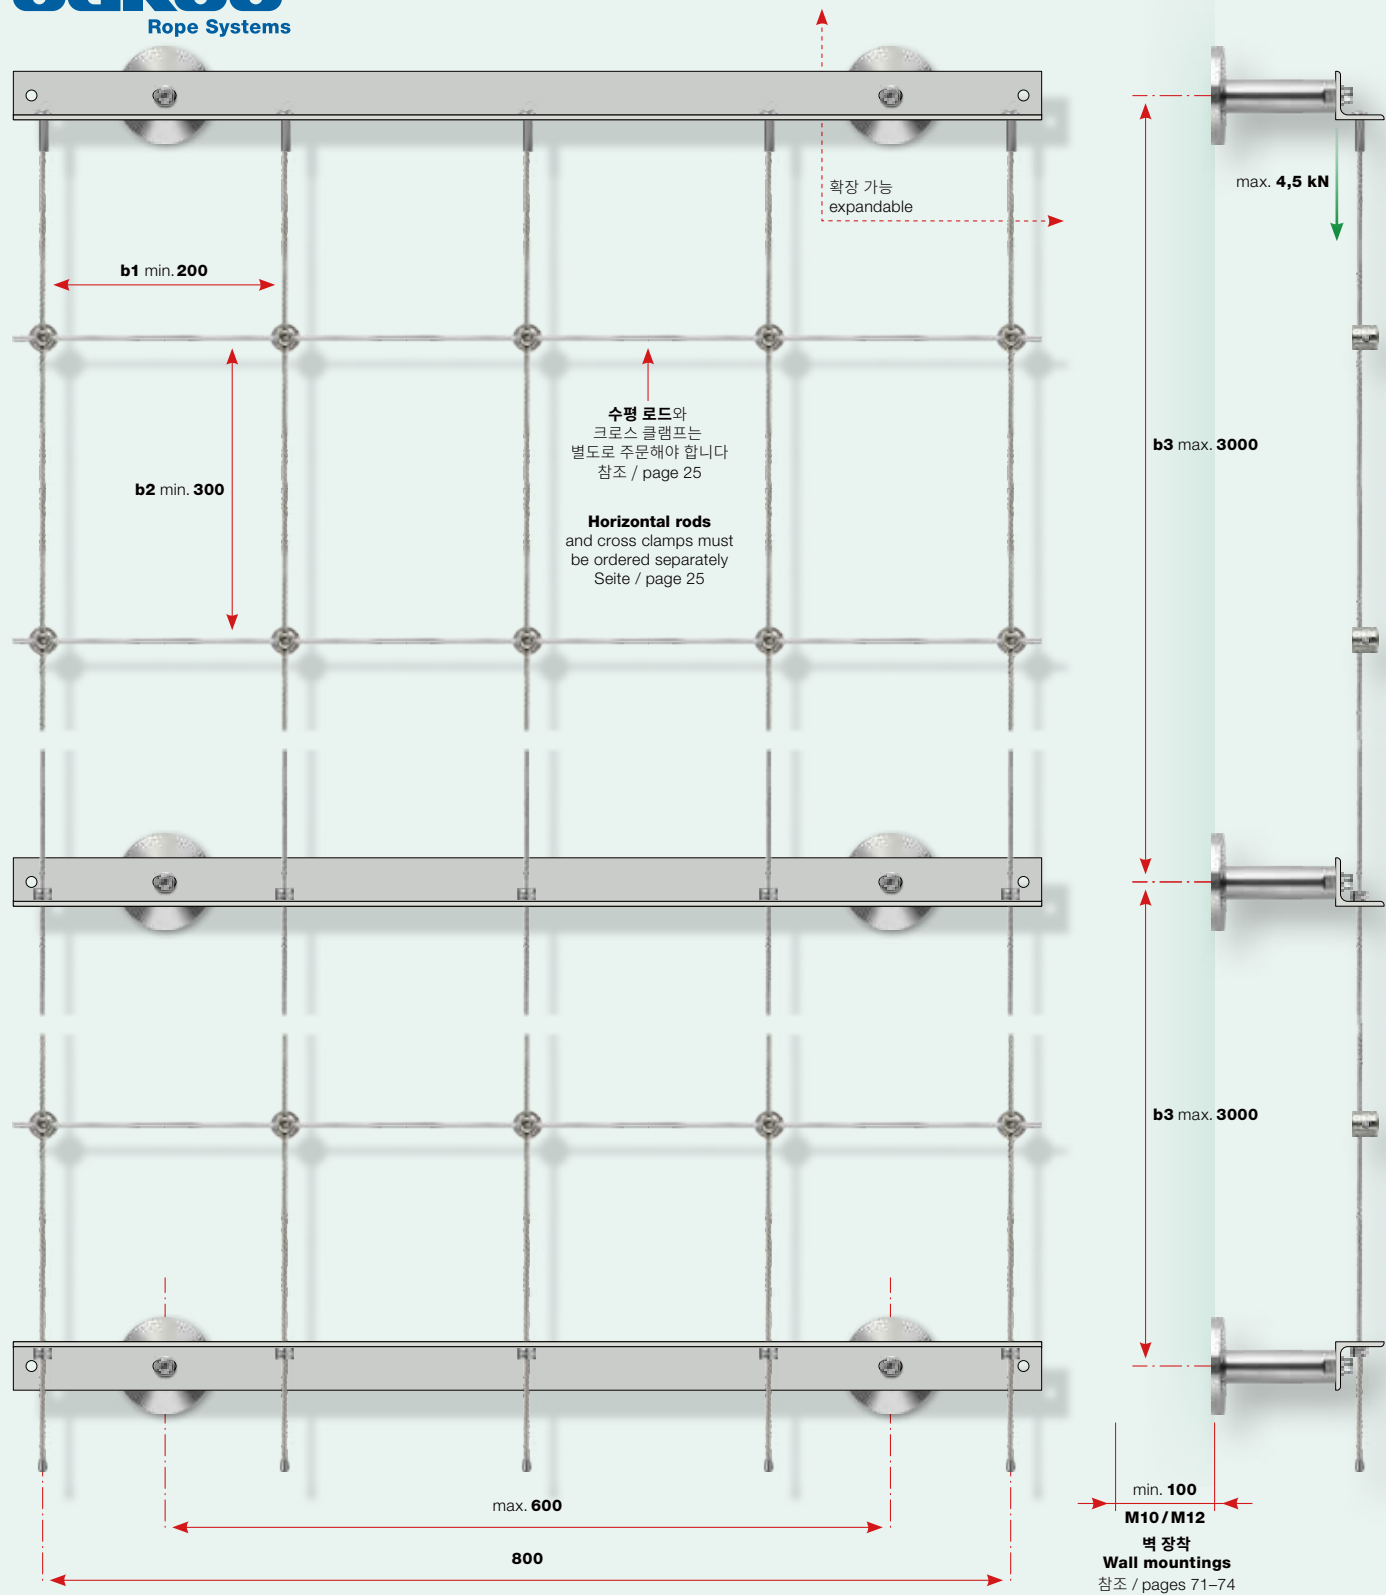 Rope Systems
확장 가능
expandable
max. 4,5 kN
b1 min. 200
수평 로드와
크로스 클램프는
별도로 주문해야 합니다
참조 / page 25
b3 max. 3000
b2 min. 300
Horizontal rods
and cross clamps must
be ordered separately
Seite / page 25
b3 max. 3000
min. 100
M10 / M12
벽 장착
Wall mountings
참조 / pages 71–74
max. 600
800